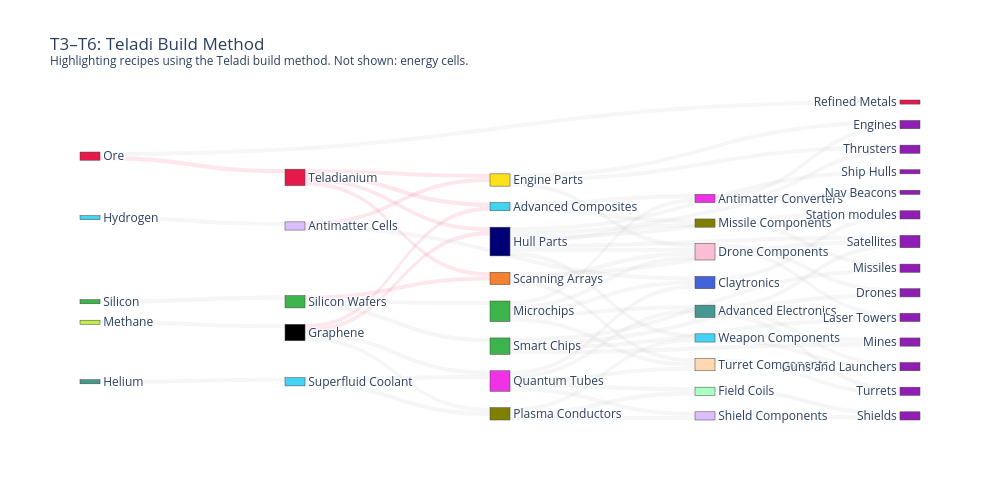 T3–T6: Teladi Build Method
Highlighting recipes using the Teladi build method. Not shown: energy cells.
Ore
Hydrogen
Silicon
Methane
Helium
Teladianium
Antimatter Cells
Silicon Wafers
Graphene
Superfluid Coolant
Engine Parts
Advanced Composites
Hull Parts
Scanning Arrays
Microchips
Smart Chips
Quantum Tubes
Plasma Conductors
Antimatter Converters
Missile Components
Drone Components
Claytronics
Advanced Electronics
Weapon Components
Turret Components
Field Coils
Shield Components
Refined Metals
Engines
Thrusters
Ship Hulls
Nav Beacons
Station modules
Satellites
Missiles
Drones
Laser Towers
Mines
Guns and Launchers
Turrets
Shields